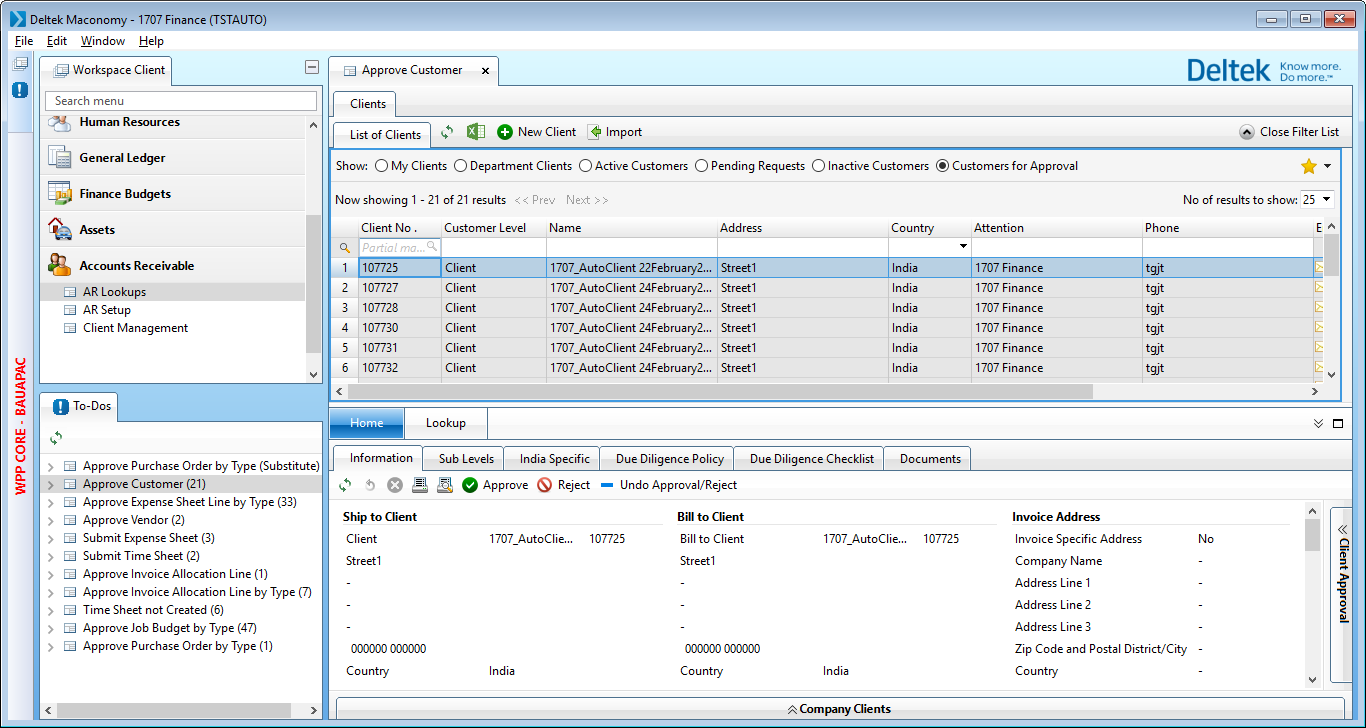 Deltek Maconomy - 1707 Finance (TSTAUTO)
File Edit Window Help
WPP CORE - BAUAPAC
Workspace Client
Search menu
Human Resources
General Ledger
Finance Budgets
Assets
Accounts Receivable
AR Lookups
AR Setup
Client Management
To-Dos
Approve Purchase Order by Type (Substitute)
Approve Customer (21)
Approve Expense Sheet Line by Type (33)
Approve Vendor (2)
Submit Expense Sheet (3)
Submit Time Sheet (2)
Approve Invoice Allocation Line (1)
Approve Invoice Allocation Line by Type (7)
Time Sheet not Created (6)
Approve Job Budget by Type (47)
Approve Purchase Order by Type (1)
Approve Customer
Deltek Know more.
Do more.™
Clients
List of Clients New Client Import Close Filter List
Show: My Clients Department Clients Active Customers Pending Requests Inactive Customers Customers for Approval
Now showing 1 - 21 of 21 results << Prev Next >> No of results to show: 25
Client No . Customer Level Name Address Country Attention Phone E
Partial ma...
1 107725 Client 1707_AutoClient 22February2... Street1 India 1707 Finance tgjt
2 107727 Client 1707_AutoClient 24February2... Street1 India 1707 Finance tgjt
3 107728 Client 1707_AutoClient 24February2... Street1 India 1707 Finance tgjt
4 107730 Client 1707_AutoClient 24February2... Street1 India 1707 Finance tgjt
5 107731 Client 1707_AutoClient 24February2... Street1 India 1707 Finance tgjt
6 107732 Client 1707_AutoClient 24February2... Street1 India 1707 Finance tgjt
Home Lookup
Information Sub Levels India Specific Due Diligence Policy Due Diligence Checklist Documents
Approve Reject Undo Approval/Reject
Ship to Client Bill to Client Invoice Address
Client 1707_AutoClie... 107725 Bill to Client 1707_AutoClie... 107725 Invoice Specific Address No
Street1 Street1 Company Name -
- - Address Line 1 -
- - Address Line 2 -
- - Address Line 3 -
000000 000000 000000 000000 Zip Code and Postal District/City -
Country India Country India Country -
Client Approval
Company Clients